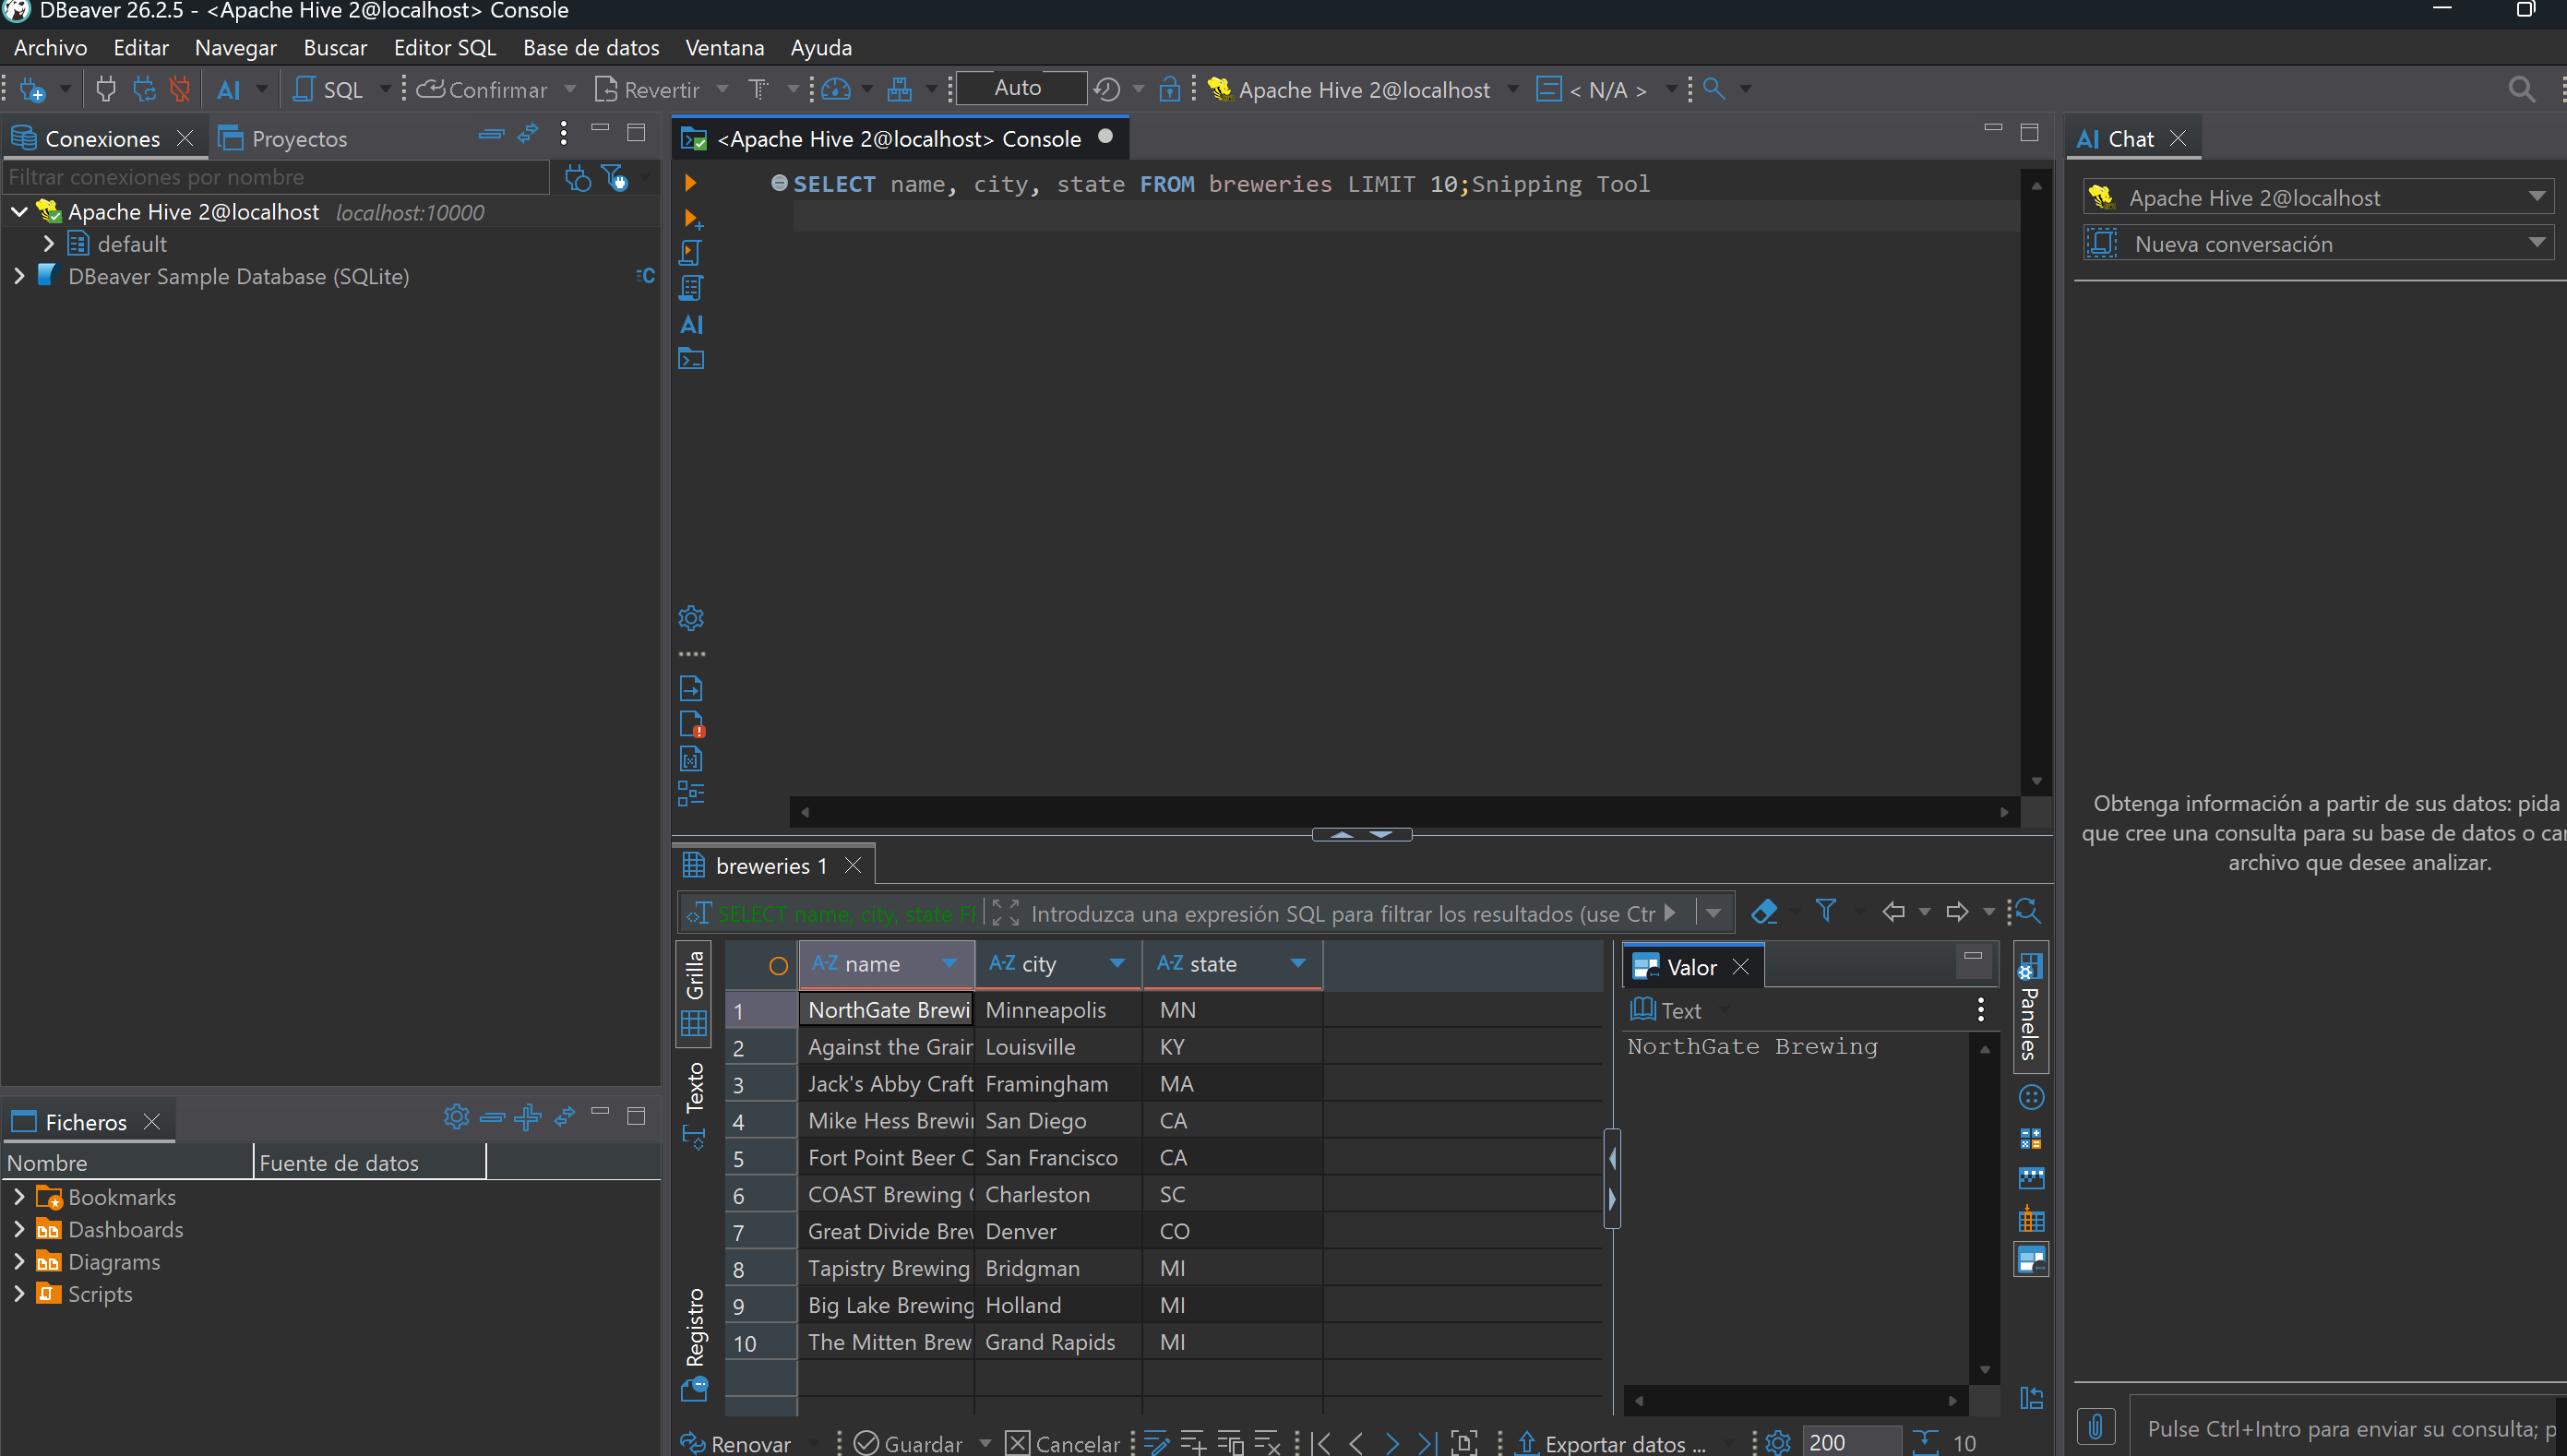 DBeaver 26.2.5 - <Apache Hive 2@localhost> Console
Archivo Editar Navegar Buscar Editor SQL Base de datos Ventana Ayuda
AI SQL Confirmar Revertir Auto Apache Hive 2@localhost < N/A >
Conexiones Proyectos
Filtrar conexiones por nombre
Apache Hive 2@localhost localhost:10000
default
DBeaver Sample Database (SQLite)
<Apache Hive 2@localhost> Console
SELECT name, city, state FROM breweries LIMIT 10;Snipping Tool
AI
AI Chat
Apache Hive 2@localhost
Nueva conversación
Obtenga información a partir de sus datos: pida
que cree una consulta para su base de datos o
archivo que desee analizar.
Pulse Ctrl+Intro para enviar su consulta; p
Ficheros
Nombre Fuente de datos
Bookmarks
Dashboards
Diagrams
Scripts
breweries 1
SELECT name, city, state Introduzca una expresión SQL para filtrar los resultados (use Ctr
Grilla
Texto
Registro
A-Z name A-Z city A-Z state
1 NorthGate Brewi Minneapolis MN
2 Against the Grain Louisville KY
3 Jack's Abby Craft Framingham MA
4 Mike Hess Brewin San Diego CA
5 Fort Point Beer C San Francisco CA
6 COAST Brewing Charleston SC
7 Great Divide Brew Denver CO
8 Tapistry Brewing Bridgman MI
9 Big Lake Brewing Holland MI
10 The Mitten Brew Grand Rapids MI
Valor
Text
NorthGate Brewing
Paneles
Renovar Guardar Cancelar Exportar datos ... 200 10